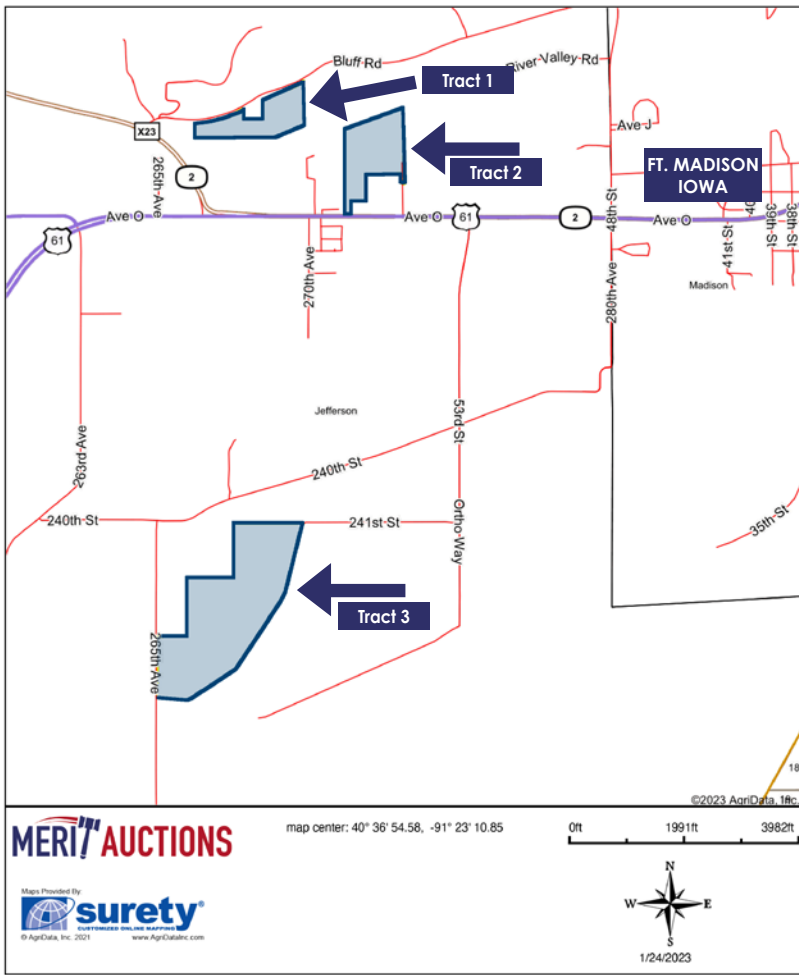 Bluff Rd
River Valley Rd
Tract 1
X23
Ave J
265th Ave
2
Tract 2
FT. MADISON
IOWA
Ave O
61
Ave O
61
2
48th St
Ave O
40
39th St
38th St
41st St
270th Ave
280th Ave
Madison
Jefferson
263rd Ave
53rd St
240th St
240th St
241st St
Ortho Way
35th St
Tract 3
265th Ave
18
©2023 AgriData, Inc.
MERIT AUCTIONS
map center: 40° 36' 54.58, -91° 23' 10.85
0ft 1991ft 3982ft
Maps Provided By:
surety®
CUSTOMIZED ONLINE MAPPING
© AgriData, Inc. 2021 www.AgriDataInc.com
N
W E
S
1/24/2023